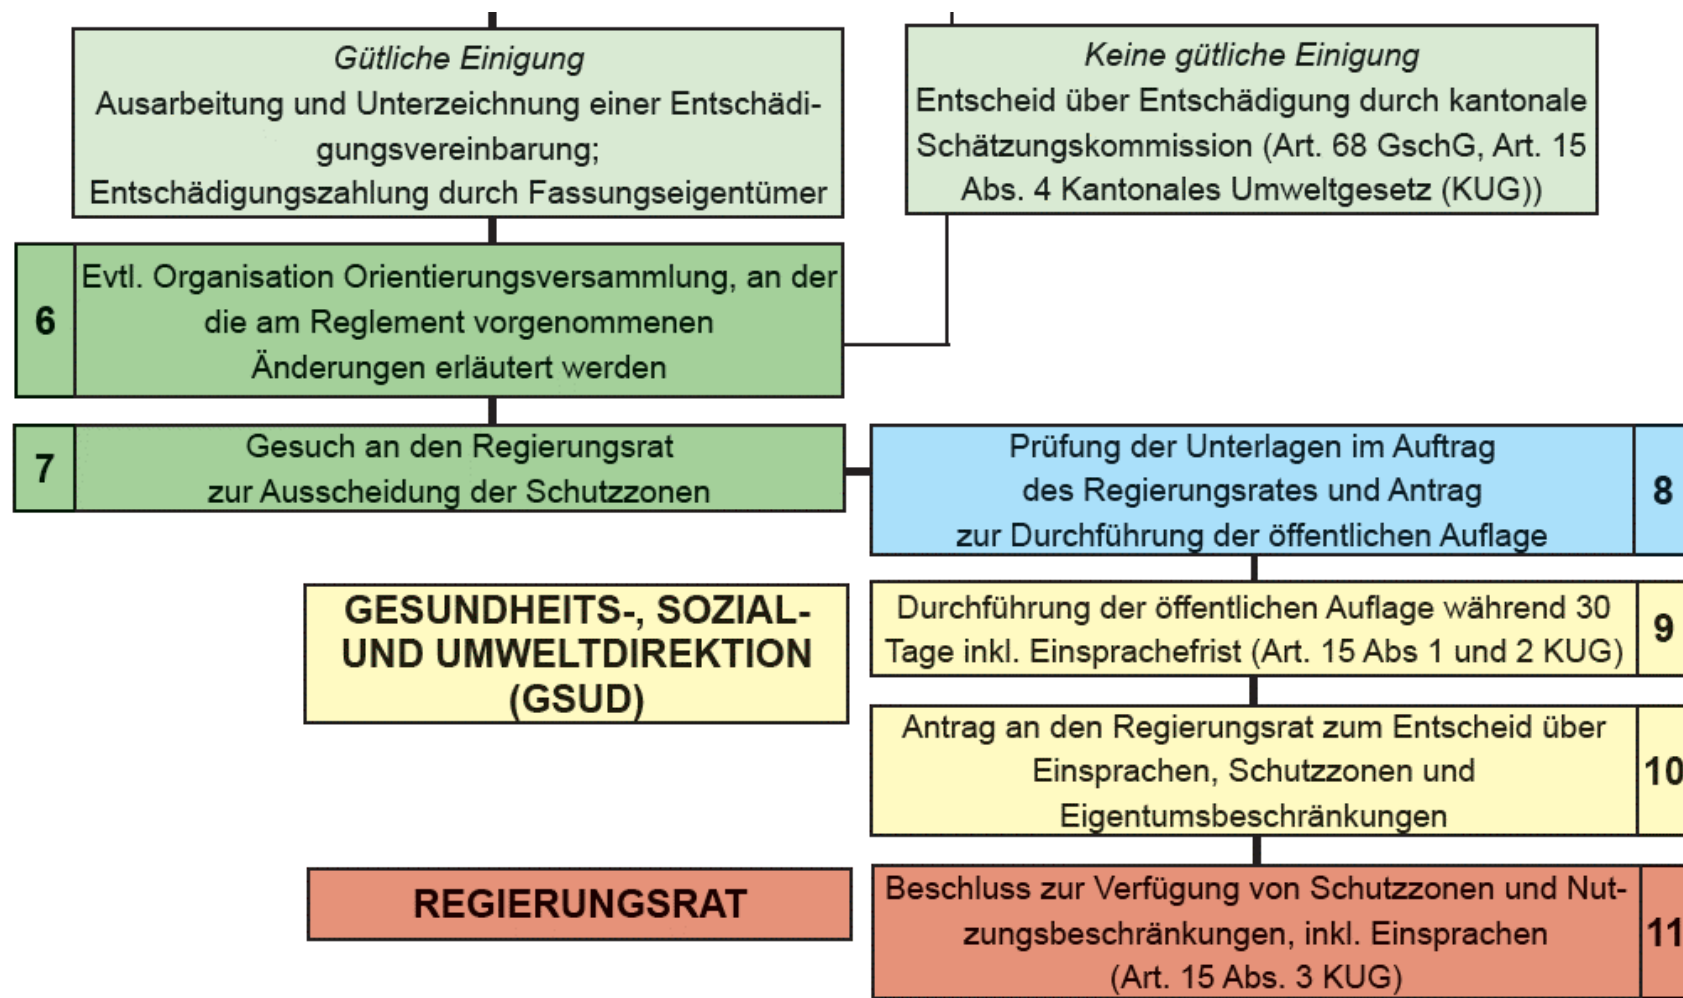 Gütliche Einigung
Ausarbeitung und Unterzeichnung einer Entschädi-
gungsvereinbarung;
Entschädigungszahlung durch Fassungseigentümer
Keine gütliche Einigung
Entscheid über Entschädigung durch kantonale
Schätzungskommission (Art. 68 GschG, Art. 15
Abs. 4 Kantonales Umweltgesetz (KUG))
6
Evtl. Organisation Orientierungsversammlung, an der
die am Reglement vorgenommenen
Änderungen erläutert werden
7
Gesuch an den Regierungsrat
zur Ausscheidung der Schutzzonen
Prüfung der Unterlagen im Auftrag
des Regierungsrates und Antrag
zur Durchführung der öffentlichen Auflage
8
GESUNDHEITS-, SOZIAL-
UND UMWELTDIREKTION
(GSUD)
Durchführung der öffentlichen Auflage während 30
Tage inkl. Einsprachefrist (Art. 15 Abs 1 und 2 KUG)
9
Antrag an den Regierungsrat zum Entscheid über
Einsprachen, Schutzzonen und
Eigentumsbeschränkungen
10
REGIERUNGSRAT
Beschluss zur Verfügung von Schutzzonen und Nut-
zungsbeschränkungen, inkl. Einsprachen
(Art. 15 Abs. 3 KUG)
11